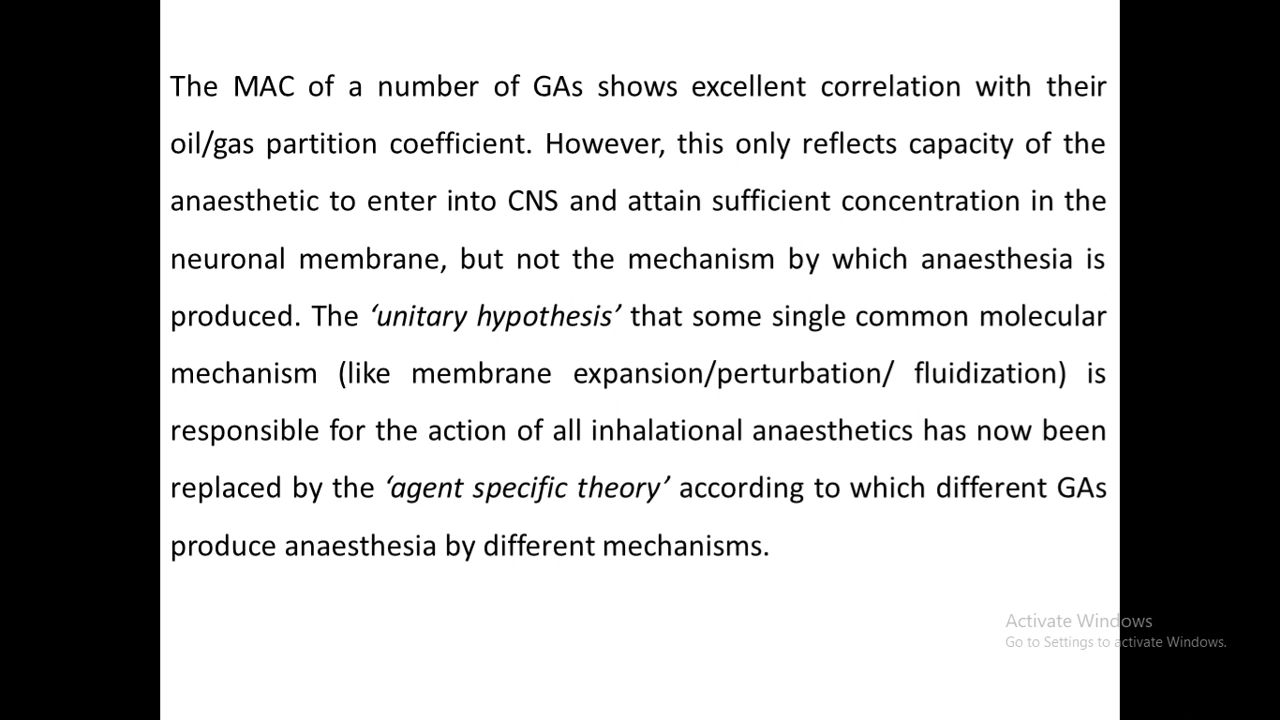 The MAC of a number of GAs shows excellent correlation with their
oil/gas partition coefficient. However, this only reflects capacity of the
anaesthetic to enter into CNS and attain sufficient concentration in the
neuronal membrane, but not the mechanism by which anaesthesia is
produced. The ‘unitary hypothesis’ that some single common molecular
mechanism (like membrane expansion/perturbation/ fluidization) is
responsible for the action of all inhalational anaesthetics has now been
replaced by the ‘agent specific theory’ according to which different GAs
produce anaesthesia by different mechanisms.
Activate Windows
Go to Settings to activate Windows.